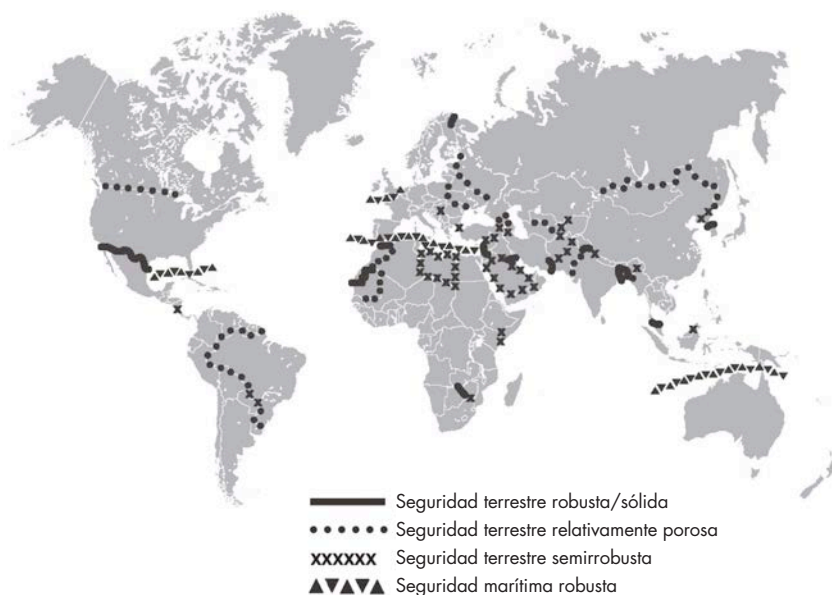 Seguridad terrestre robusta/sólida
Seguridad terrestre relativamente porosa
Seguridad terrestre semirrobusta
Seguridad marítima robusta